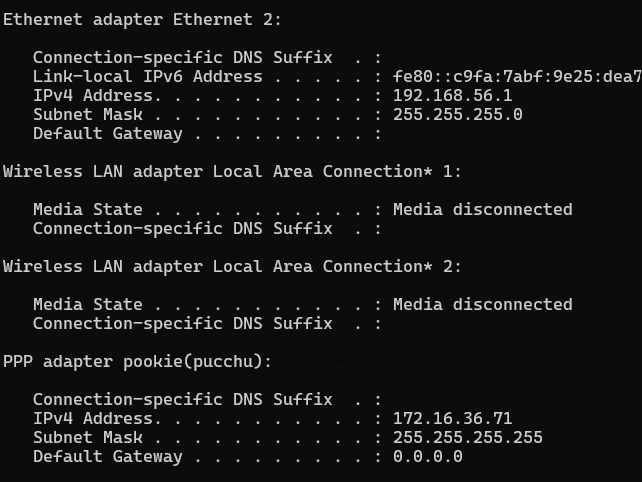 Ethernet adapter Ethernet 2:
Connection-specific DNS Suffix  . :
Link-local IPv6 Address . . . . . : fe80::c9fa:7abf:9e25:dea7
IPv4 Address. . . . . . . . . . . : 192.168.56.1
Subnet Mask . . . . . . . . . . . : 255.255.255.0
Default Gateway . . . . . . . . . :
Wireless LAN adapter Local Area Connection* 1:
Media State . . . . . . . . . . . : Media disconnected
Connection-specific DNS Suffix  . :
Wireless LAN adapter Local Area Connection* 2:
Media State . . . . . . . . . . . : Media disconnected
Connection-specific DNS Suffix  . :
PPP adapter pookie(pucchu):
Connection-specific DNS Suffix  . :
IPv4 Address. . . . . . . . . . . : 172.16.36.71
Subnet Mask . . . . . . . . . . . : 255.255.255.255
Default Gateway . . . . . . . . . : 0.0.0.0